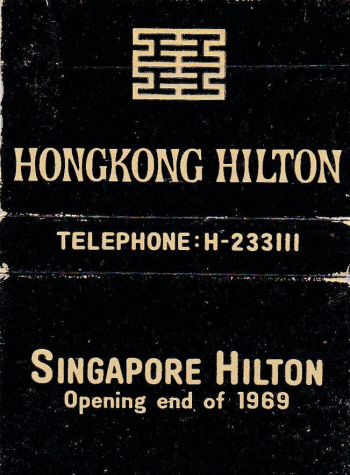 HONGKONG HILTON
TELEPHONE: H-233111
SINGAPORE HILTON
Opening end of 1969